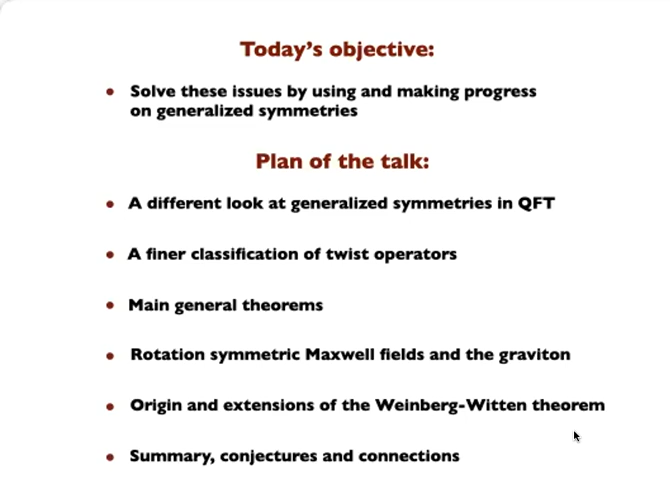 Today's objective:
• Solve these issues by using and making progress
on generalized symmetries
Plan of the talk:
• A different look at generalized symmetries in QFT
• A finer classification of twist operators
• Main general theorems
• Rotation symmetric Maxwell fields and the graviton
• Origin and extensions of the Weinberg-Witten theorem
• Summary, conjectures and connections